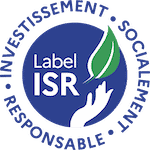 INVESTISSEMENT • SOCIALEMENT • RESPONSABLE •
Label
ISR